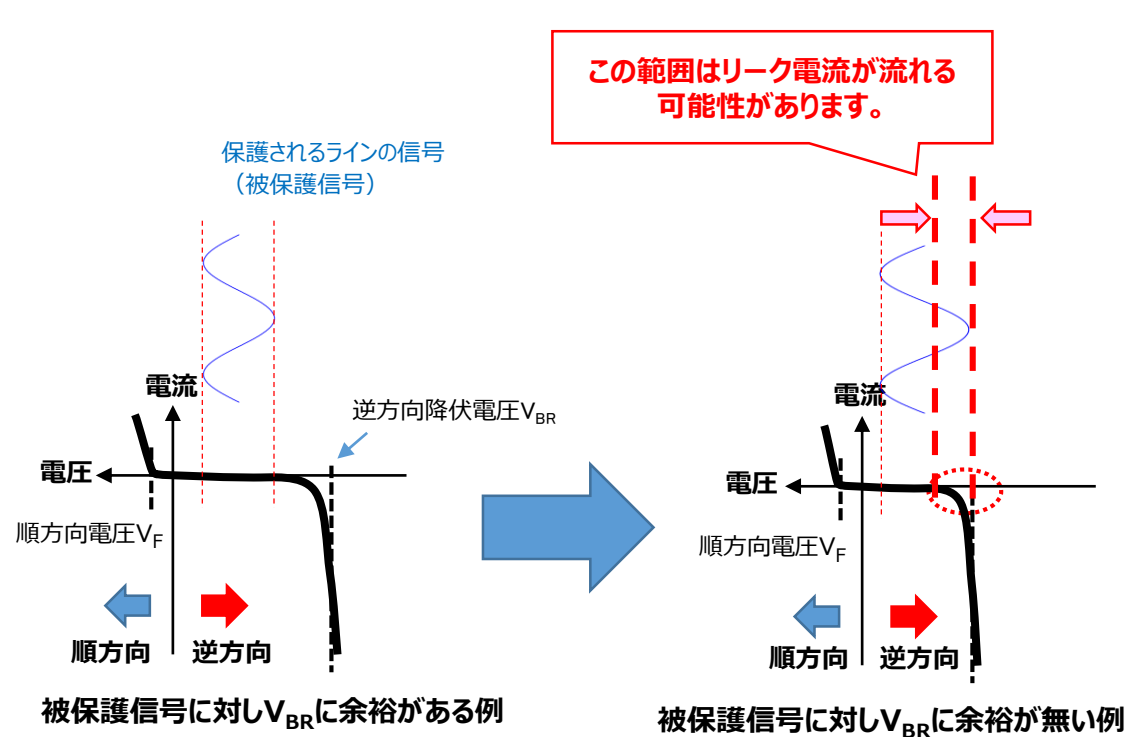 この範囲はリーク電流が流れる
可能性があります。
保護されるラインの信号
（被保護信号）
電流
逆方向降伏電圧VBR
電圧
順方向電圧VF
順方向
逆方向
被保護信号に対しVBRに余裕がある例
電流
電圧
順方向電圧VF
順方向
逆方向
被保護信号に対しVBRに余裕が無い例